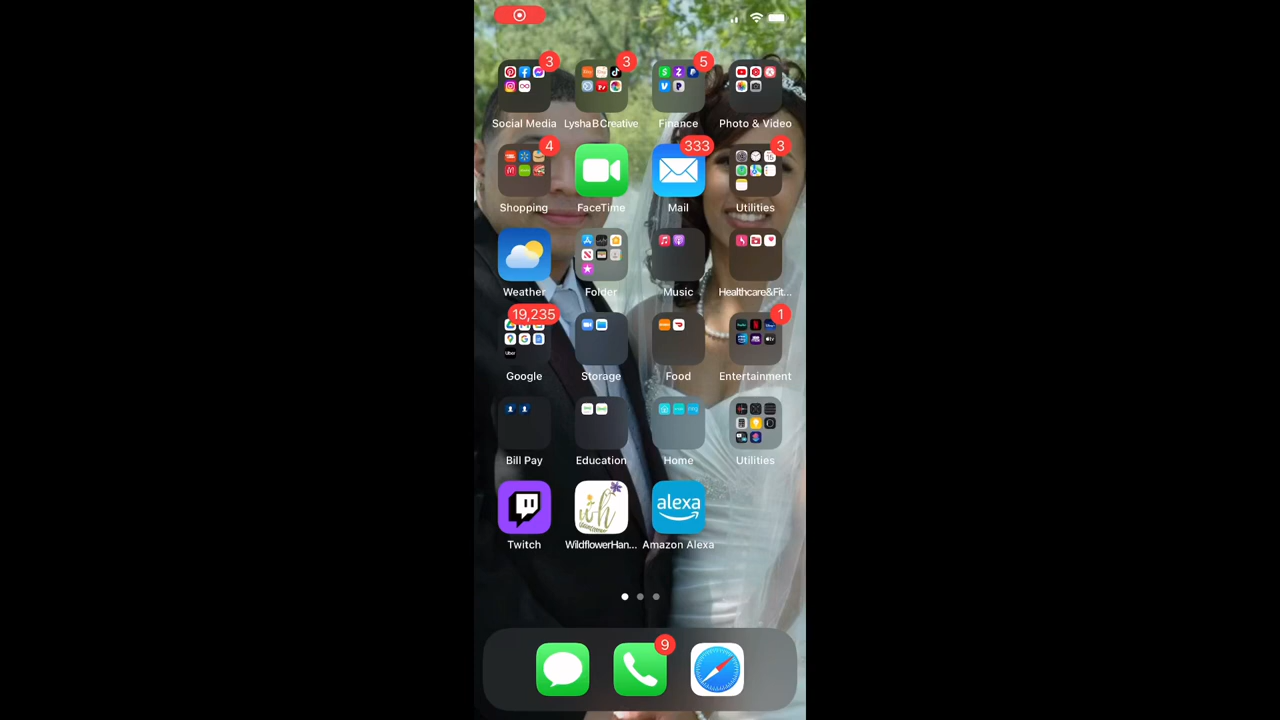 3 3 5
Social Media LyshaBCreative Finance Photo & Video
4 333 3
Shopping FaceTime Mail Utilities
Weather Folder Music Healthcare&Fit...
19,235 1
Google Storage Food Entertainment
Bill Pay Education Home Utilities
alexa
wh
Twitch WildflowerHan... Amazon Alexa
9